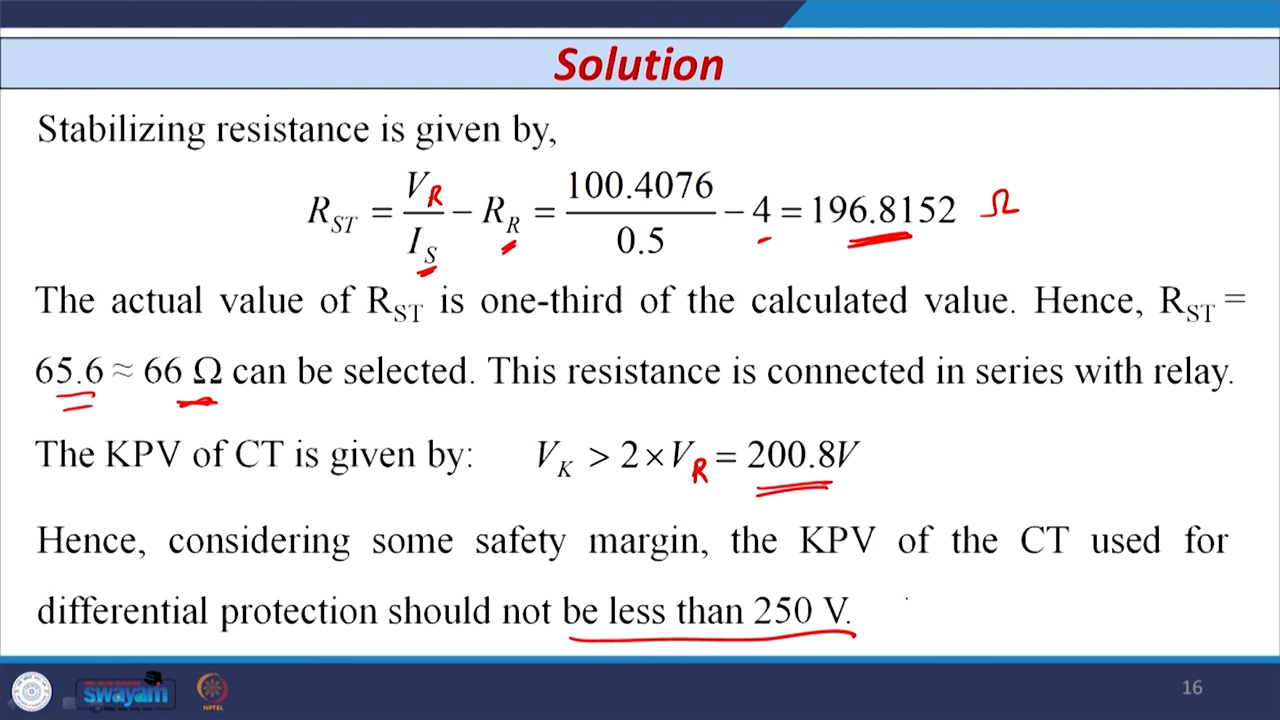 Solution
Stabilizing resistance is given by,
R_ST = V_R / I_S − R_R = 100.4076 / 0.5 − 4 = 196.8152 Ω
The actual value of R_ST is one-third of the calculated value. Hence, R_ST =
65.6 ≈ 66 Ω can be selected. This resistance is connected in series with relay.
The KPV of CT is given by: V_K > 2 × V_R = 200.8V
Hence, considering some safety margin, the KPV of the CT used for
differential protection should not be less than 250 V.
swayam
NPTEL
16